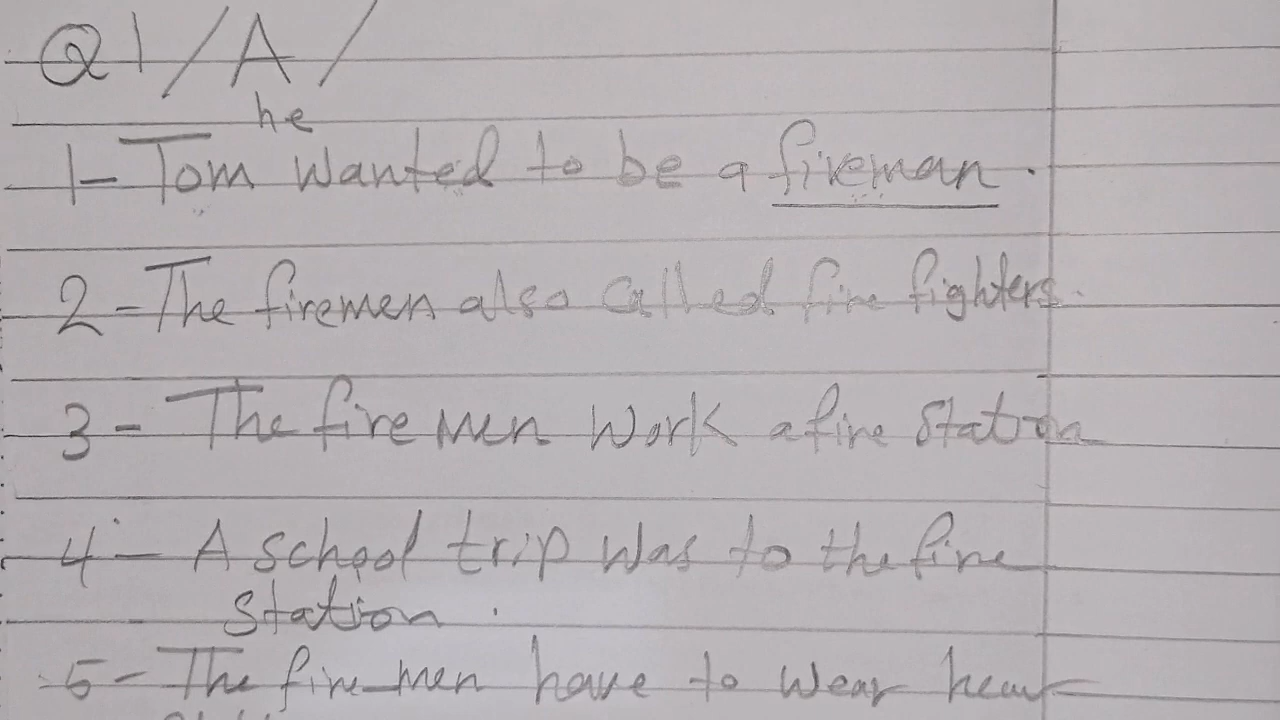 Q1/A/
he
1- Tom wanted to be a fireman.
2- The firemen also called fire fighters.
3- The fire men work a fire Station
4- A school trip was to the fire
Station.
5- The fire men have to wear